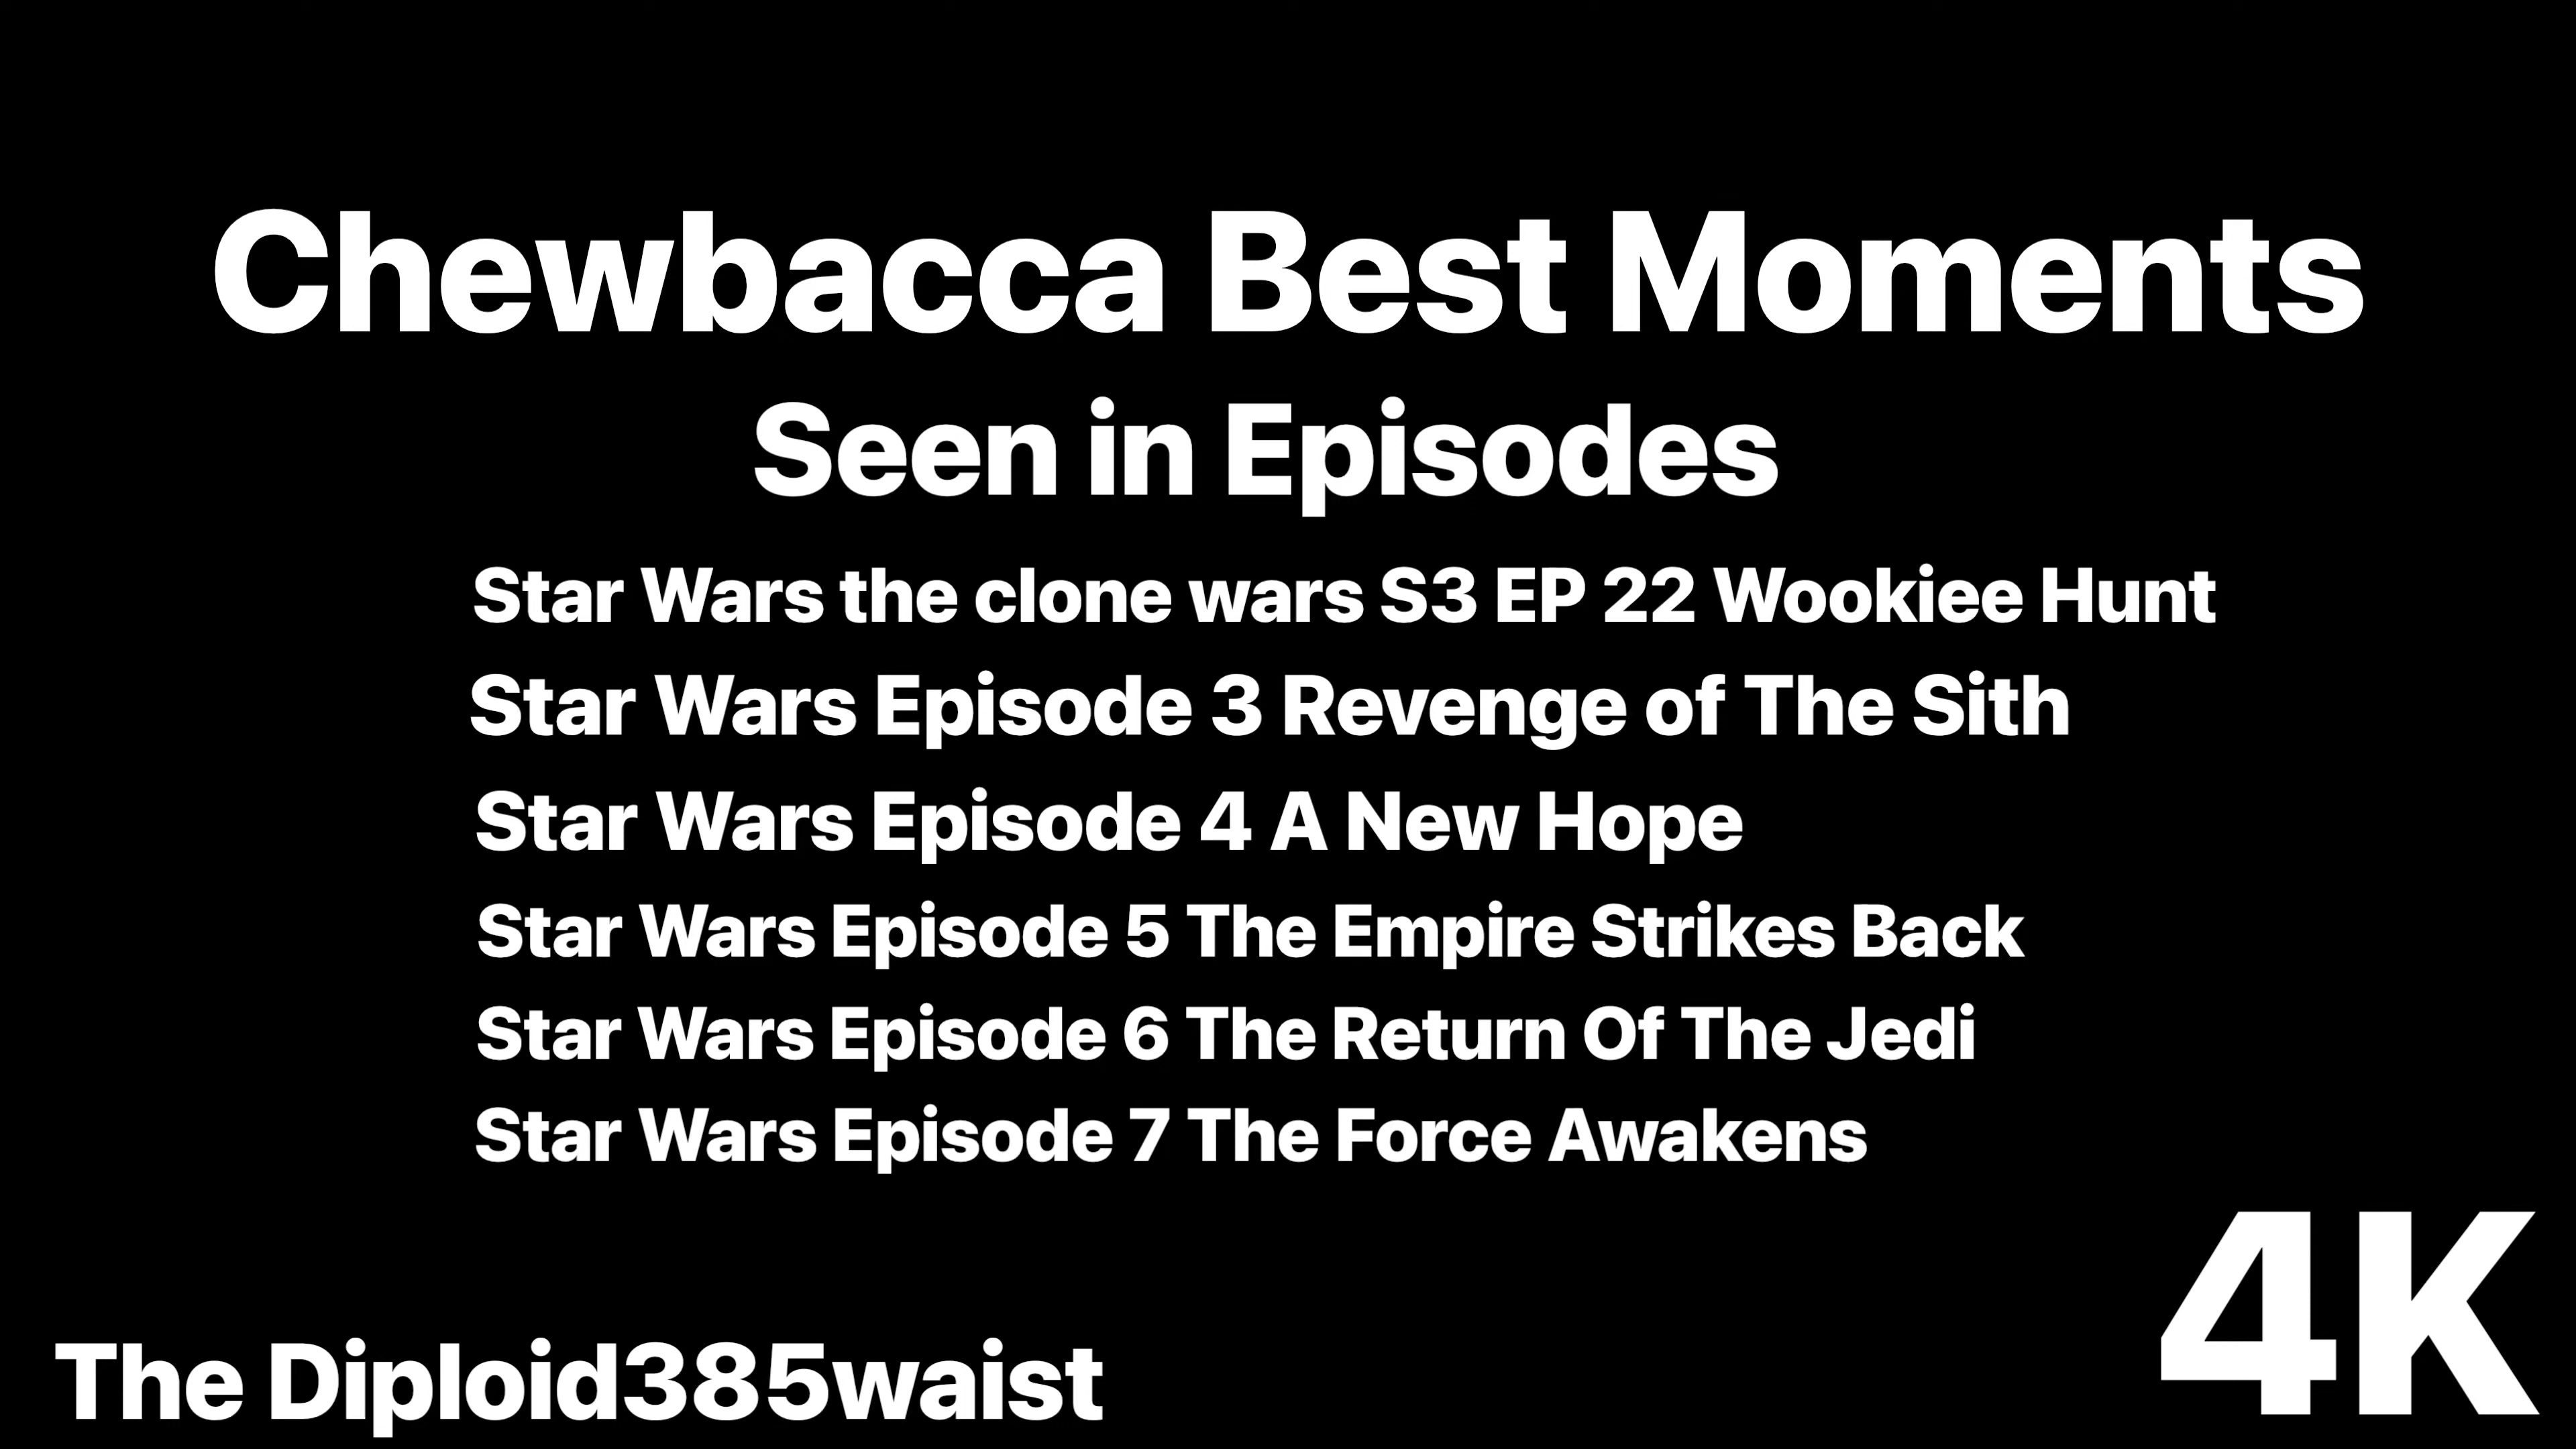 Chewbacca Best Moments
Seen in Episodes
Star Wars the clone wars S3 EP 22 Wookiee Hunt
Star Wars Episode 3 Revenge of The Sith
Star Wars Episode 4 A New Hope
Star Wars Episode 5 The Empire Strikes Back
Star Wars Episode 6 The Return Of The Jedi
Star Wars Episode 7 The Force Awakens
4K
The Diploid385waist